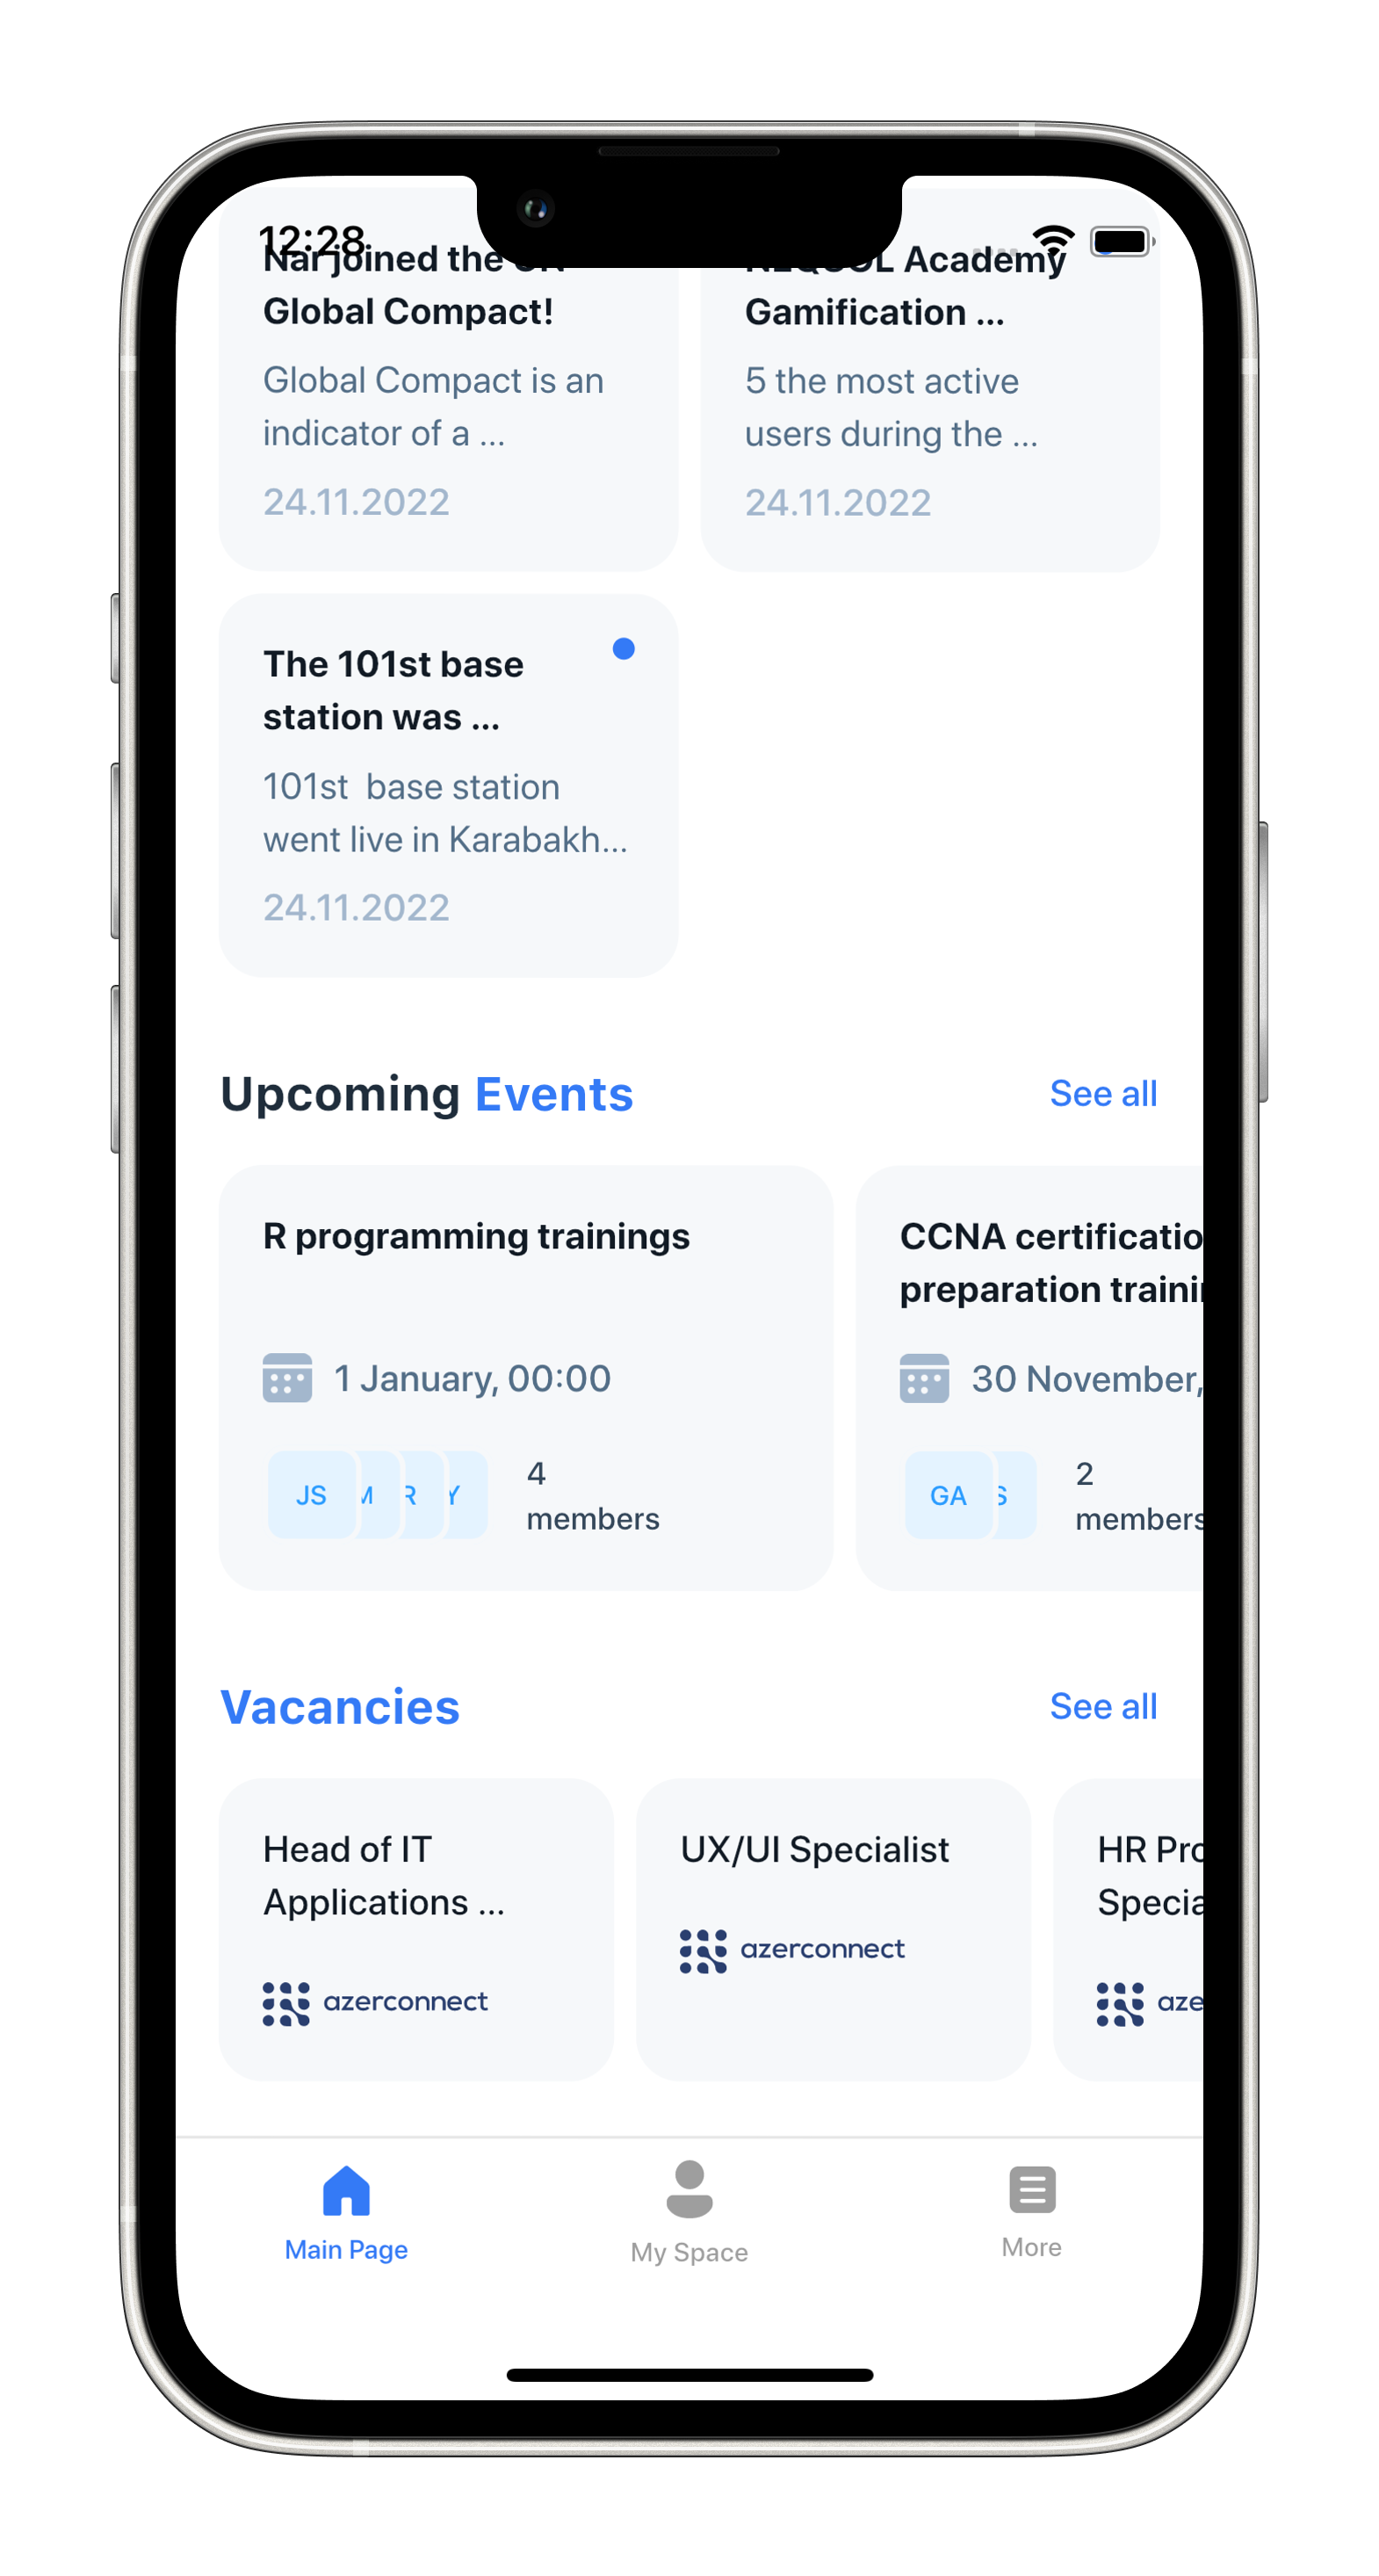 12:28
Nar joined the UN
Global Compact!
Global Compact is an
indicator of a ...
24.11.2022
NEQSOL Academy
Gamification ...
5 the most active
users during the ...
24.11.2022
The 101st base
station was ...
101st  base station
went live in Karabakh...
24.11.2022
Upcoming Events
See all
R programming trainings
1 January, 00:00
JS
M
R
Y
4
members
CCNA certificatio
preparation traini
30 November,
GA
S
2
members
Vacancies
See all
Head of IT
Applications ...
azerconnect
UX/UI Specialist
azerconnect
HR Pro
Specia
aze
Main Page
My Space
More